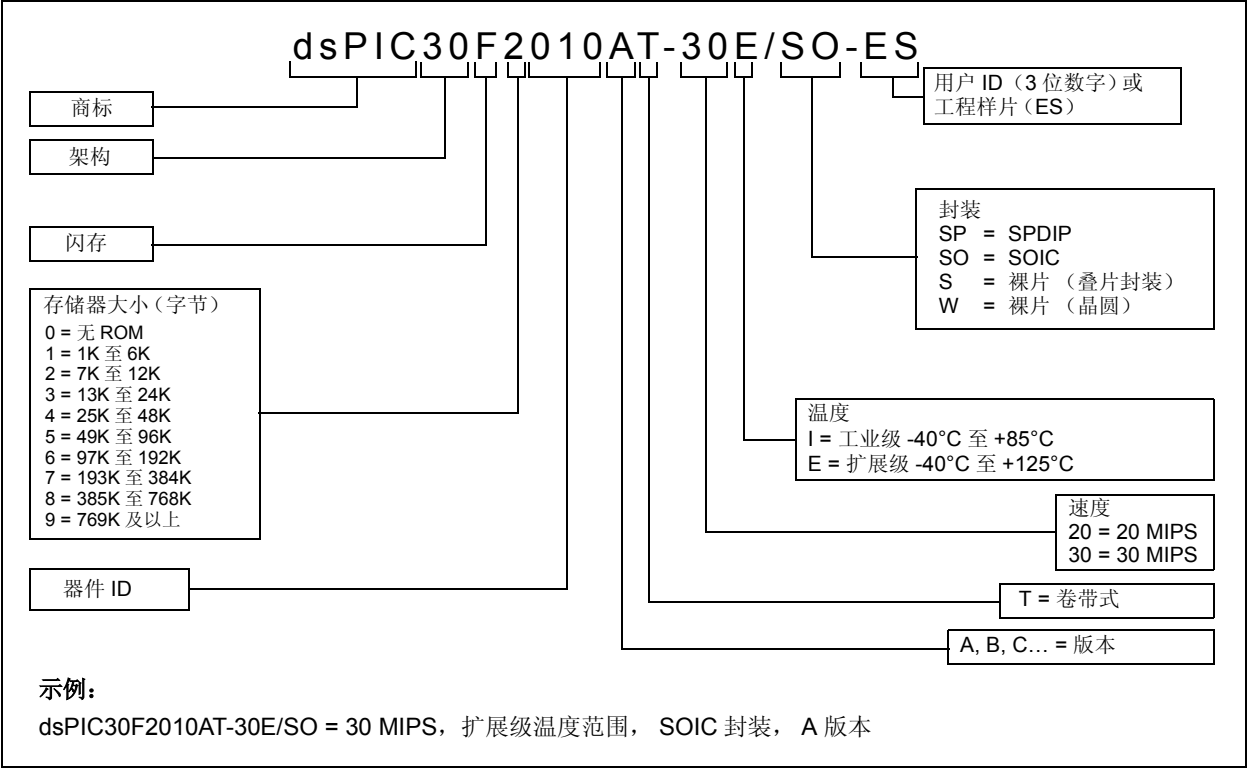 dsPIC30F2010AT-30E/SO-ES
用户 ID（3 位数字）或
工程样片（ES）
商标
架构
闪存
封装
SP = SPDIP
SO = SOIC
S = 裸片 （叠片封装）
W = 裸片 （晶圆）
存储器大小（字节）
0 = 无 ROM
1 = 1K 至 6K
2 = 7K 至 12K
3 = 13K 至 24K
4 = 25K 至 48K
5 = 49K 至 96K
6 = 97K 至 192K
7 = 193K 至 384K
8 = 385K 至 768K
9 = 769K 及以上
温度
I = 工业级 -40°C 至 +85°C
E = 扩展级 -40°C 至 +125°C
速度
20 = 20 MIPS
30 = 30 MIPS
器件 ID
T = 卷带式
A, B, C… = 版本
示例：
dsPIC30F2010AT-30E/SO = 30 MIPS，扩展级温度范围， SOIC 封装， A 版本